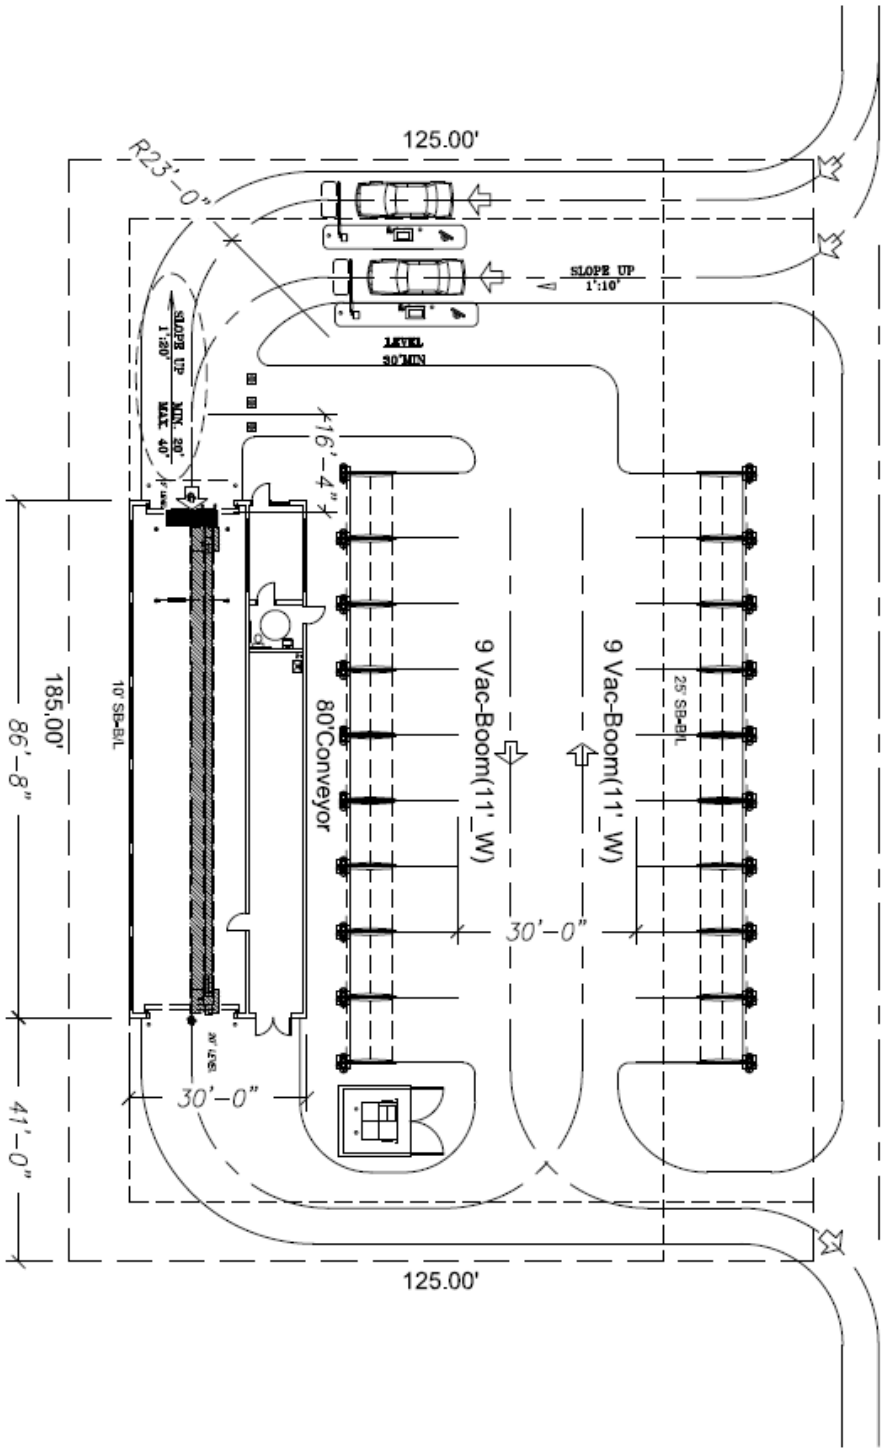 125.00'
R23'-0"
SLOPE UP
1':10'
LEVEL
30'MIN
SLOPE UP
1':20'
MIN. 20'
MAX. 40'
16'-4"
185.00'
86'-8"
10' SB-B/L
80'Conveyor
9 Vac-Boom(11'_W)
9 Vac-Boom(11'_W)
25' SB-B/L
30'-0"
20' LEVEL
30'-0"
41'-0"
125.00'